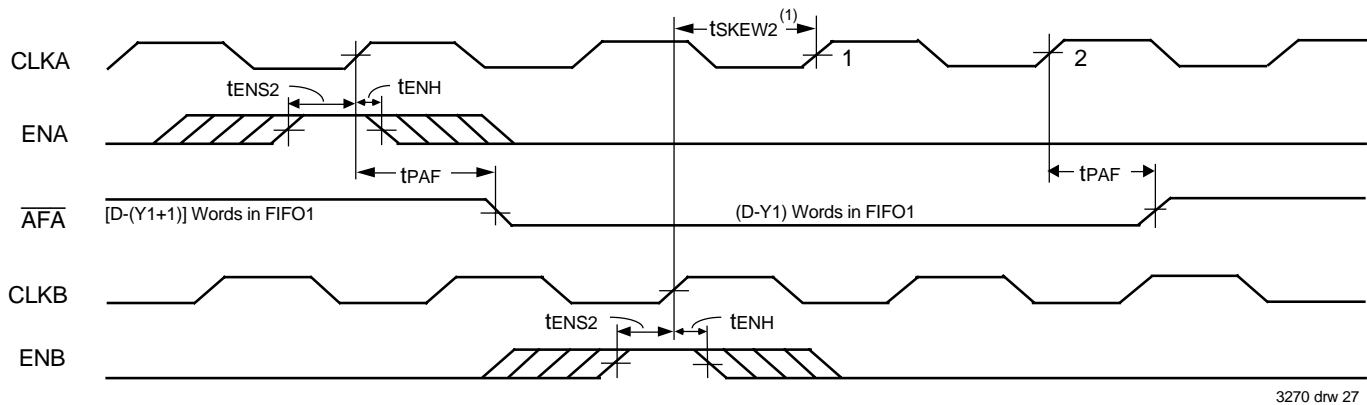 tSKEW2 (1)
CLKA
1
2
tENS2
tENH
ENA
tPAF
tPAF
AFA
[D-(Y1+1)] Words in FIFO1
(D-Y1) Words in FIFO1
CLKB
tENS2
tENH
ENB
3270 drw 27